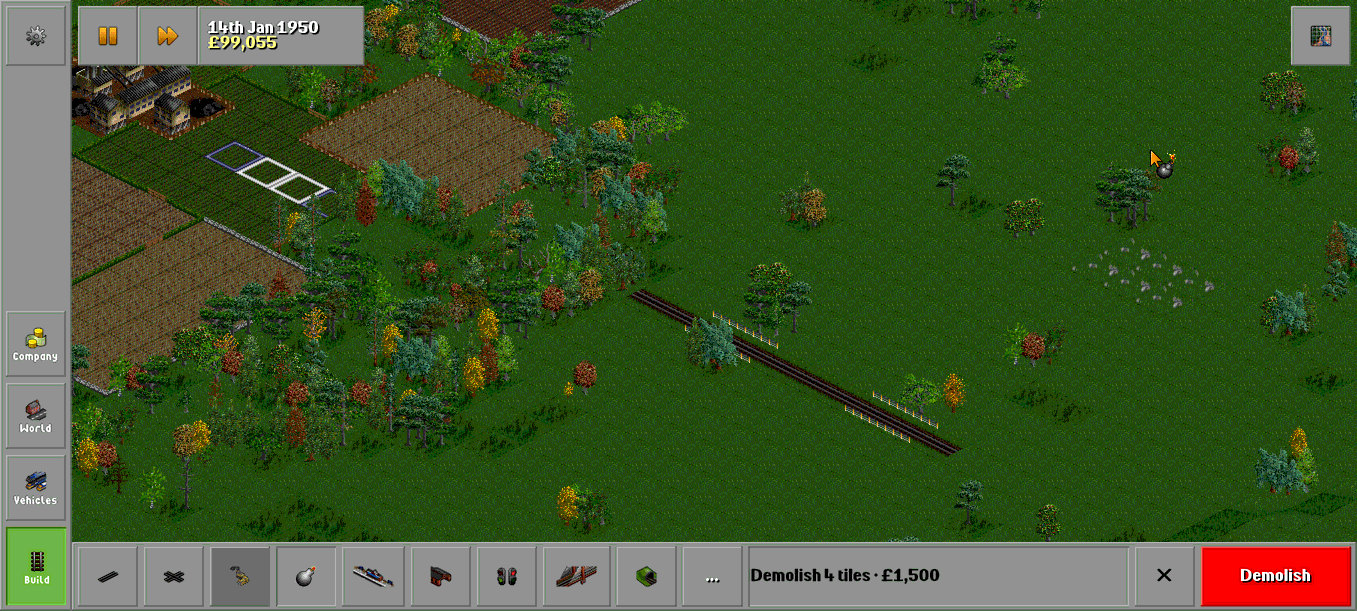 14th Jan 1950
£99,055
Company
World
Vehicles
Build
...
Demolish 4 tiles · £1,500
Demolish